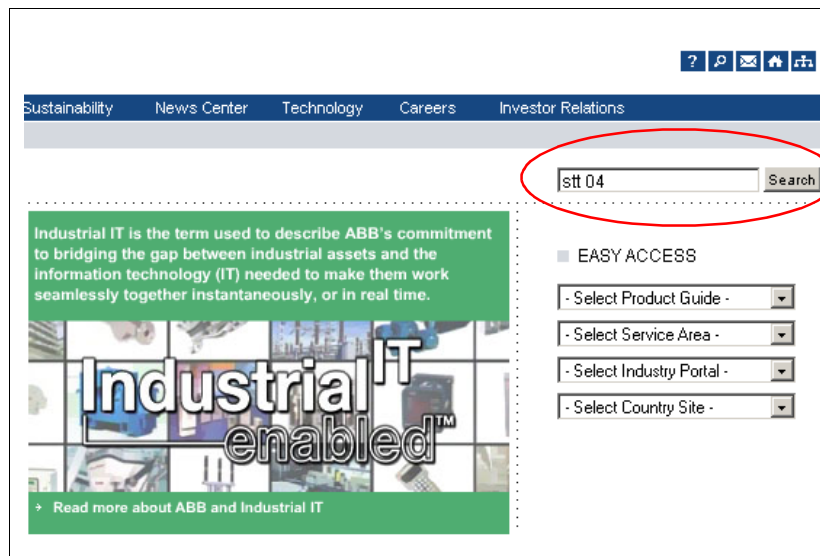 Sustainability News Center Technology Careers Investor Relations
stt 04 Search
Industrial IT is the term used to describe ABB's commitment
to bridging the gap between industrial assets and the
information technology (IT) needed to make them work
seamlessly together instantaneously, or in real time.
EASY ACCESS
- Select Product Guide -
- Select Service Area -
- Select Industry Portal -
- Select Country Site -
Industrial IT
enabled™
Read more about ABB and Industrial IT